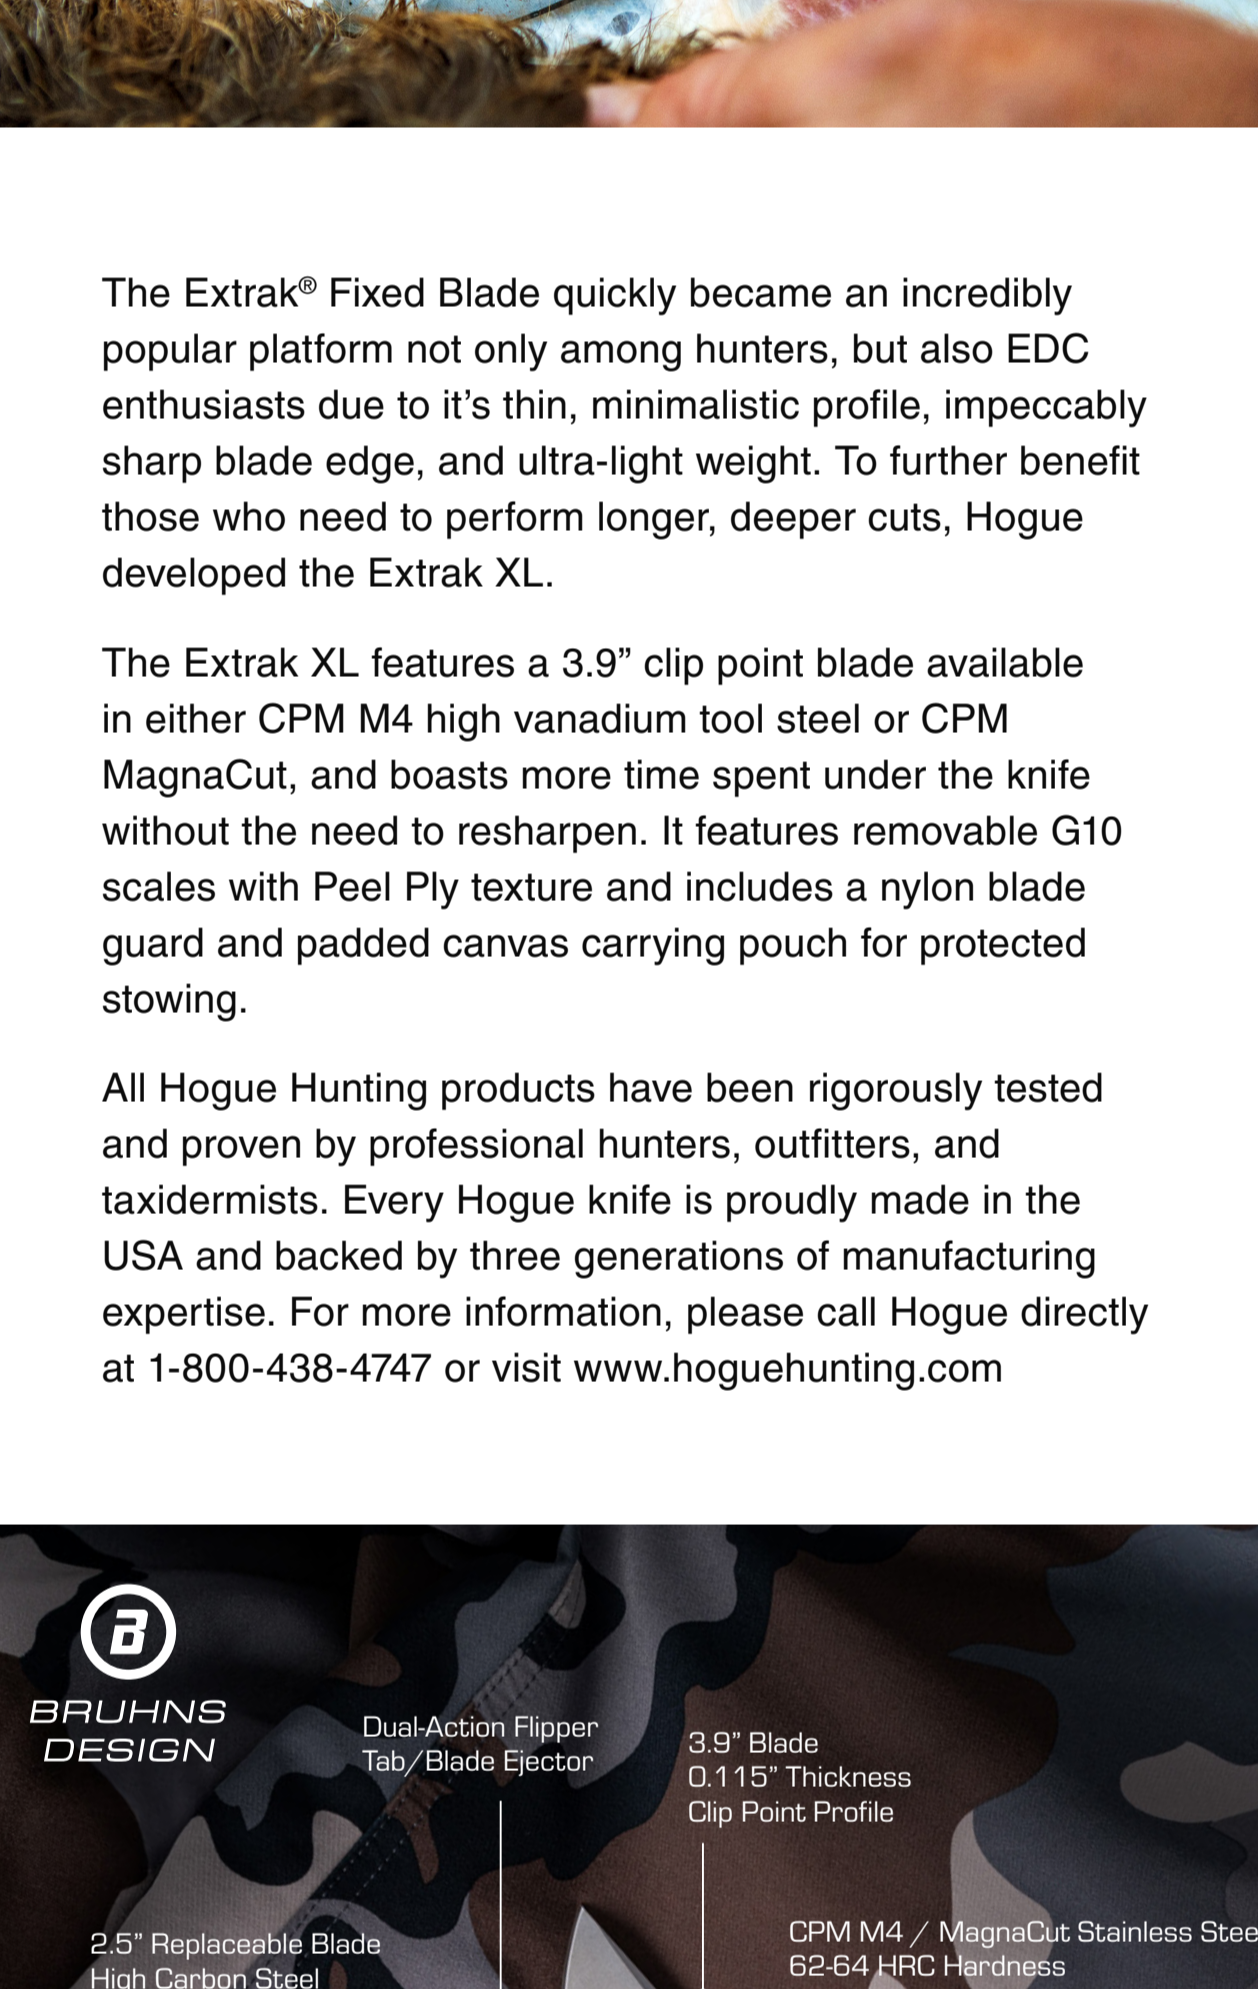 The Extrak® Fixed Blade quickly became an incredibly
popular platform not only among hunters, but also EDC
enthusiasts due to it’s thin, minimalistic profile, impeccably
sharp blade edge, and ultra-light weight. To further benefit
those who need to perform longer, deeper cuts, Hogue
developed the Extrak XL.
The Extrak XL features a 3.9” clip point blade available
in either CPM M4 high vanadium tool steel or CPM
MagnaCut, and boasts more time spent under the knife
without the need to resharpen. It features removable G10
scales with Peel Ply texture and includes a nylon blade
guard and padded canvas carrying pouch for protected
stowing.
All Hogue Hunting products have been rigorously tested
and proven by professional hunters, outfitters, and
taxidermists. Every Hogue knife is proudly made in the
USA and backed by three generations of manufacturing
expertise. For more information, please call Hogue directly
at 1-800-438-4747 or visit www.hoguehunting.com
B
BRUHNS
DESIGN
Dual-Action Flipper
Tab/Blade Ejector
3.9” Blade
0.115” Thickness
Clip Point Profile
2.5” Replaceable Blade
High Carbon Steel
CPM M4 / MagnaCut Stainless Stee
62-64 HRC Hardness